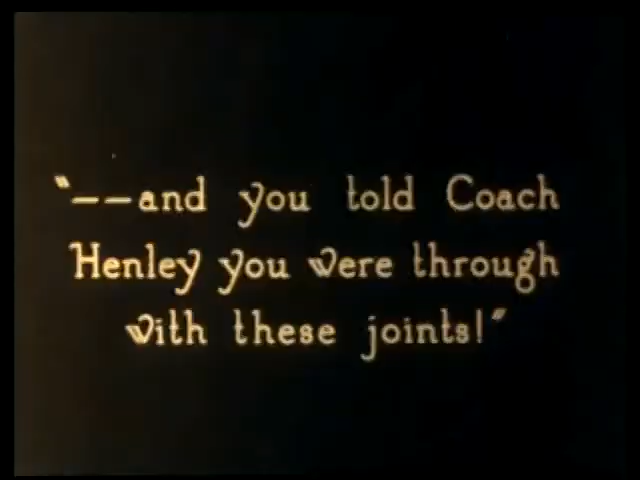 "--and you told Coach
Henley you were through
with these joints!"